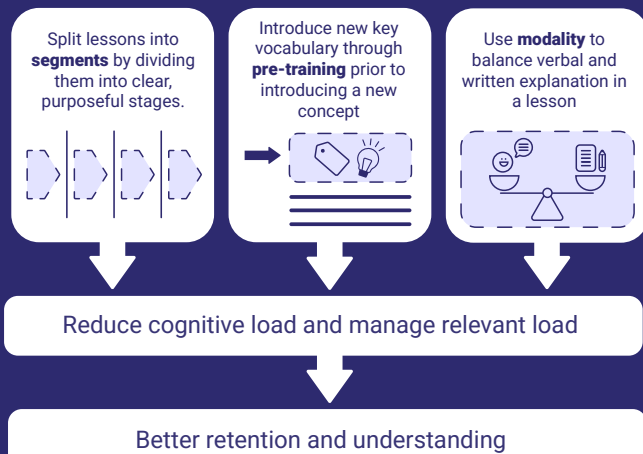 Split lessons into
segments by dividing
them into clear,
purposeful stages.
Introduce new key
vocabulary through
pre-training prior to
introducing a new
concept
Use modality to
balance verbal and
written explanation in
a lesson
Reduce cognitive load and manage relevant load
Better retention and understanding